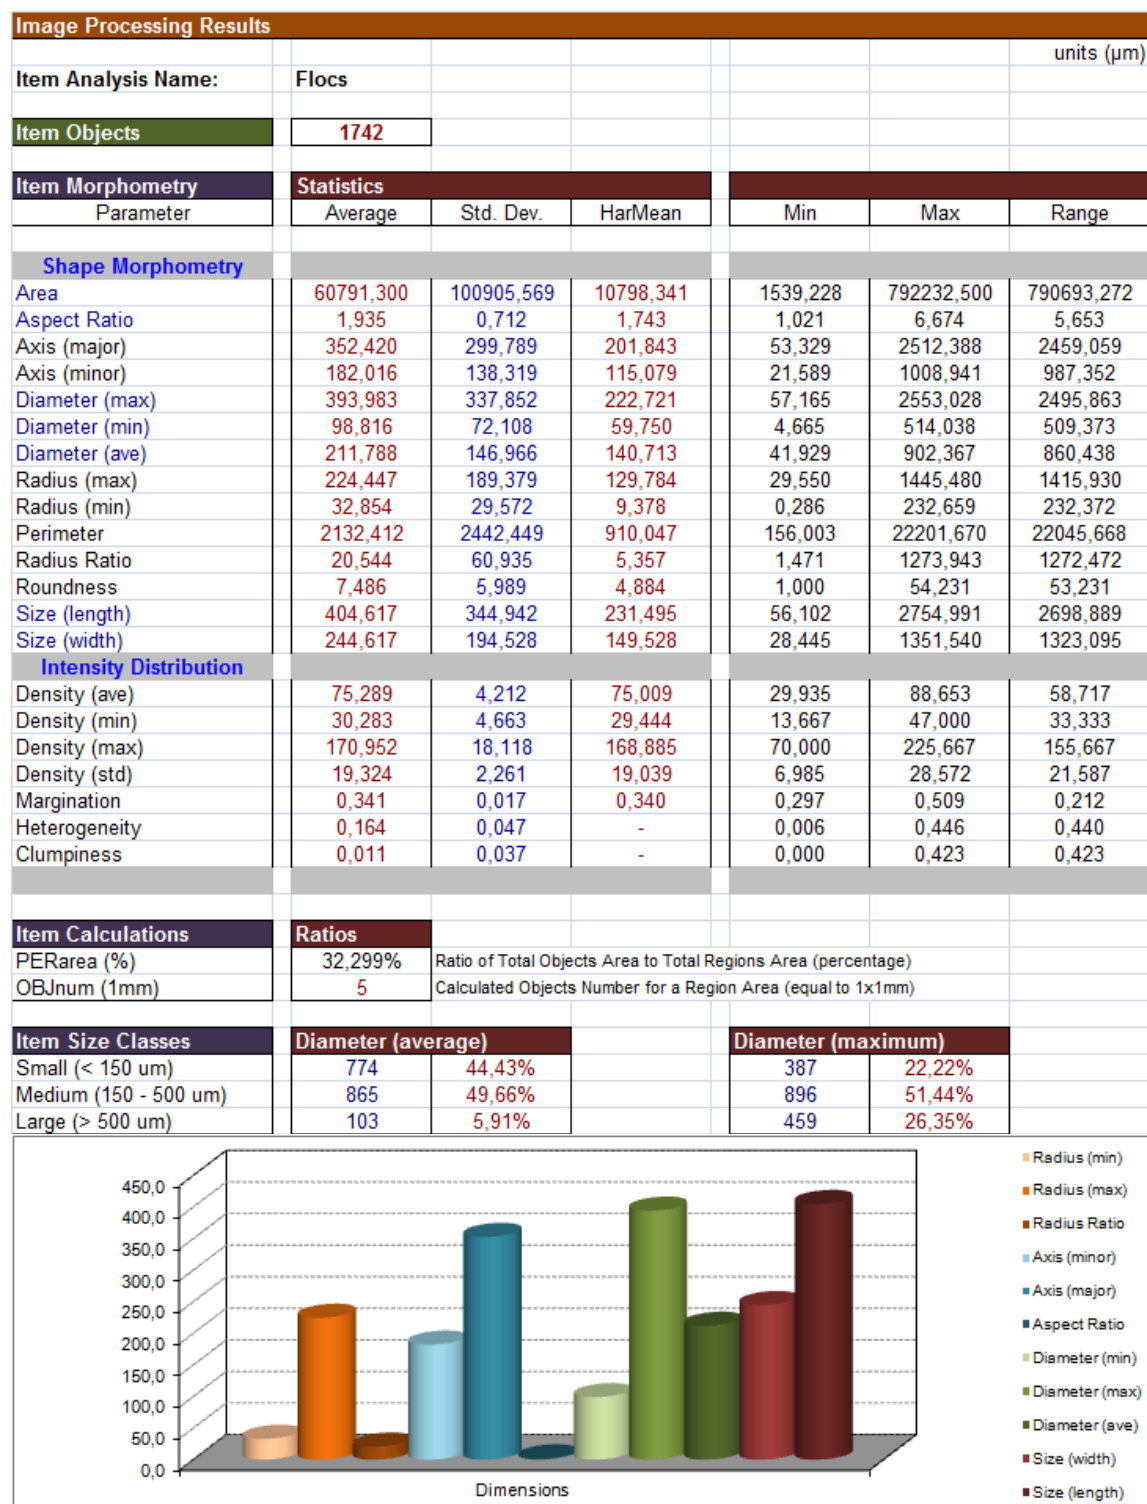 Image Processing Results
units (µm)
Item Analysis Name: Flocs
Item Objects 1742
Item Morphometry Statistics
Parameter Average Std. Dev. HarMean Min Max Range
Shape Morphometry
Area 60791,300 100905,569 10798,341 1539,228 792232,500 790693,272
Aspect Ratio 1,935 0,712 1,743 1,021 6,674 5,653
Axis (major) 352,420 299,789 201,843 53,329 2512,388 2459,059
Axis (minor) 182,016 138,319 115,079 21,589 1008,941 987,352
Diameter (max) 393,983 337,852 222,721 57,165 2553,028 2495,863
Diameter (min) 98,816 72,108 59,750 4,665 514,038 509,373
Diameter (ave) 211,788 146,966 140,713 41,929 902,367 860,438
Radius (max) 224,447 189,379 129,784 29,550 1445,480 1415,930
Radius (min) 32,854 29,572 9,378 0,286 232,659 232,372
Perimeter 2132,412 2442,449 910,047 156,003 22201,670 22045,668
Radius Ratio 20,544 60,935 5,357 1,471 1273,943 1272,472
Roundness 7,486 5,989 4,884 1,000 54,231 53,231
Size (length) 404,617 344,942 231,495 56,102 2754,991 2698,889
Size (width) 244,617 194,528 149,528 28,445 1351,540 1323,095
Intensity Distribution
Density (ave) 75,289 4,212 75,009 29,935 88,653 58,717
Density (min) 30,283 4,663 29,444 13,667 47,000 33,333
Density (max) 170,952 18,118 168,885 70,000 225,667 155,667
Density (std) 19,324 2,261 19,039 6,985 28,572 21,587
Margination 0,341 0,017 0,340 0,297 0,509 0,212
Heterogeneity 0,164 0,047 - 0,006 0,446 0,440
Clumpiness 0,011 0,037 - 0,000 0,423 0,423
Item Calculations Ratios
PERarea (%) 32,299% Ratio of Total Objects Area to Total Regions Area (percentage)
OBJnum (1mm) 5 Calculated Objects Number for a Region Area (equal to 1x1mm)
Item Size Classes Diameter (average) Diameter (maximum)
Small (< 150 um) 774 44,43% 387 22,22%
Medium (150 - 500 um) 865 49,66% 896 51,44%
Large (> 500 um) 103 5,91% 459 26,35%
450,0
400,0
350,0
300,0
250,0
200,0
150,0
100,0
50,0
0,0
Dimensions
Radius (min)
Radius (max)
Radius Ratio
Axis (minor)
Axis (major)
Aspect Ratio
Diameter (min)
Diameter (max)
Diameter (ave)
Size (width)
Size (length)